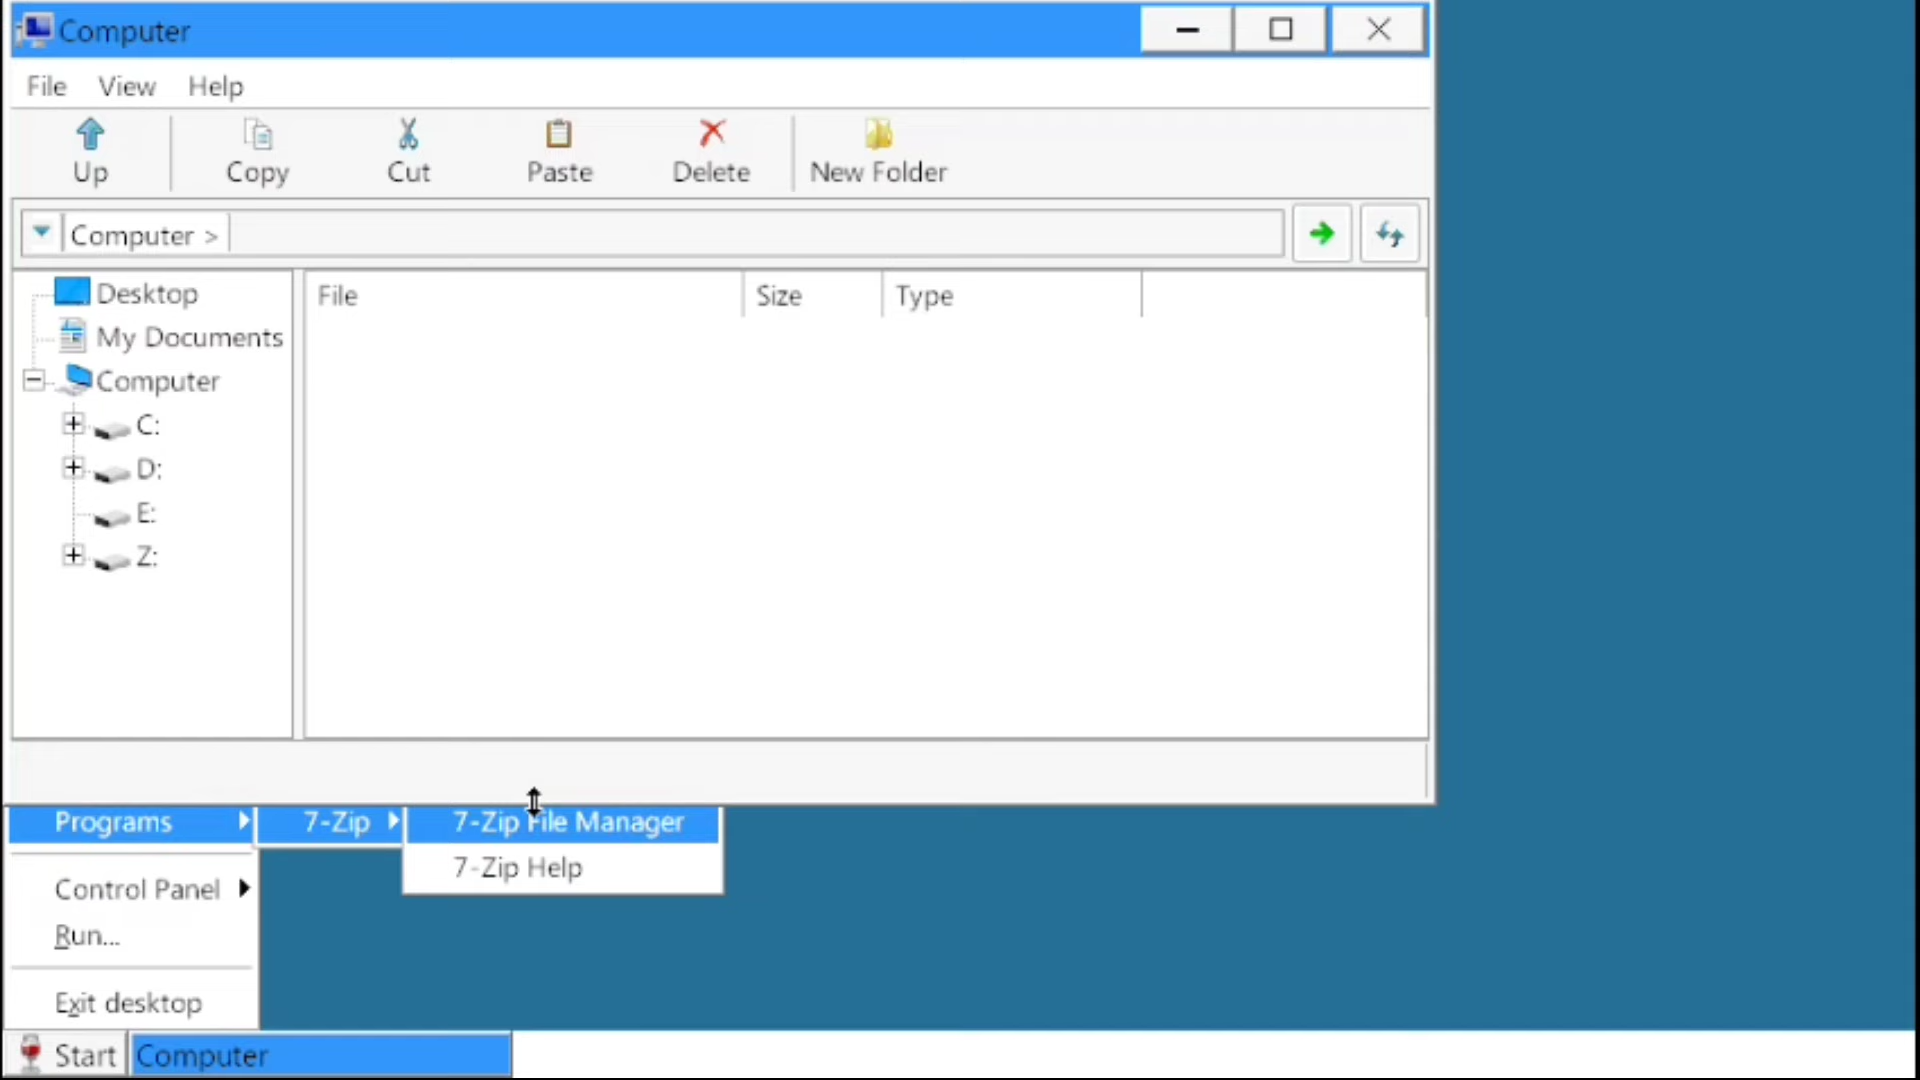 Computer
File View Help
Up Copy Cut Paste Delete New Folder
Computer >
Desktop
My Documents
Computer
C:
D:
E:
Z:
File Size Type
Programs 7-Zip 7-Zip File Manager
7-Zip Help
Control Panel
Run...
Exit desktop
Start Computer